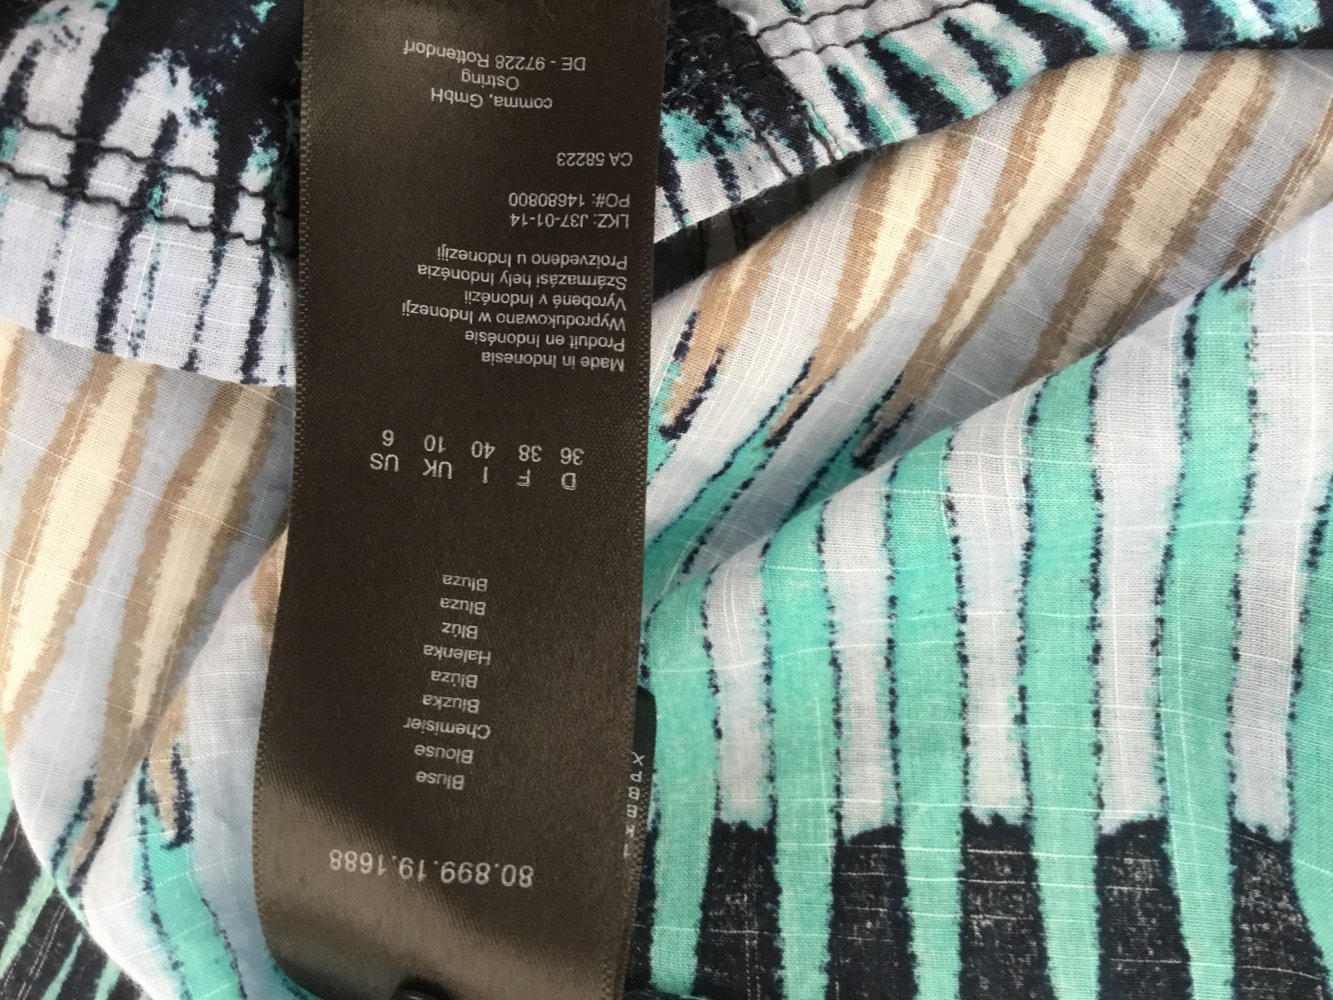 80.899.19.1688
Bluse
Blouse
Chemisier
Bluzka
Blúza
Halenka
Blúz
Bluza
Bluza
D F I UK US
36 38 40 10 6
Made in Indonesia
Produit en Indonésie
Wyprodukowano w Indonezji
Vyrobené v Indonézii
Származási hely Indonézia
Proizvedeno u Indoneziji
LKZ: J37-01-14
PO#: 14680800
CA 58223
comma, GmbH
Ostring
DE - 97228 Rottendorf